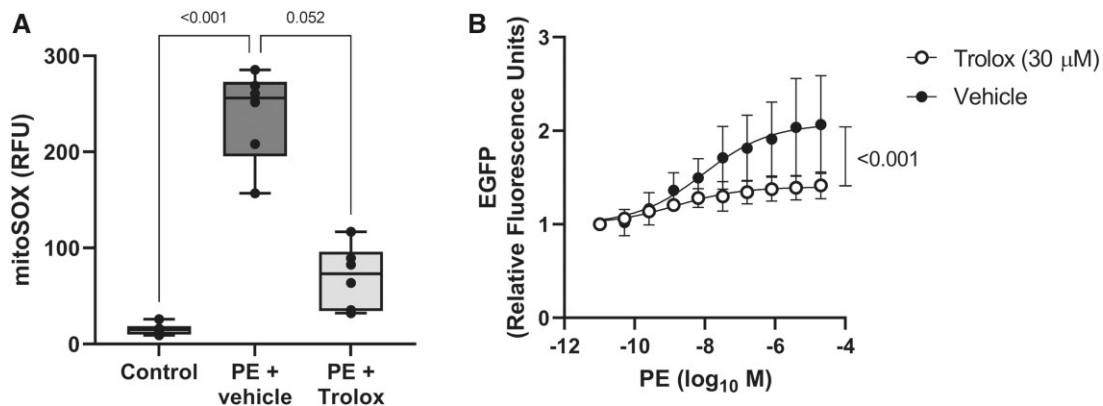 A
<0.001
0.052
mitoSOX (RFU)
300
200
100
0
Control
PE +
vehicle
PE +
Trolox
B
EGFP
(Relative Fluorescence Units)
3
2
1
0
-12
-10
-8
-6
-4
PE (log₁₀ M)
Trolox (30 μM)
Vehicle
<0.001